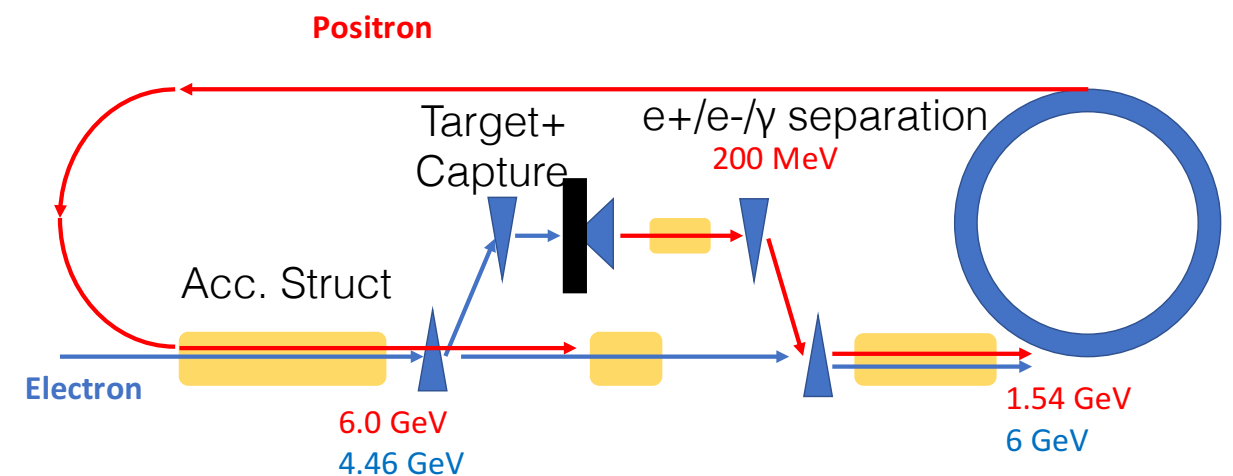 Positron
Target+
Capture
e+/e-/γ separation
200 MeV
Acc. Struct
Electron
6.0 GeV
4.46 GeV
1.54 GeV
6 GeV